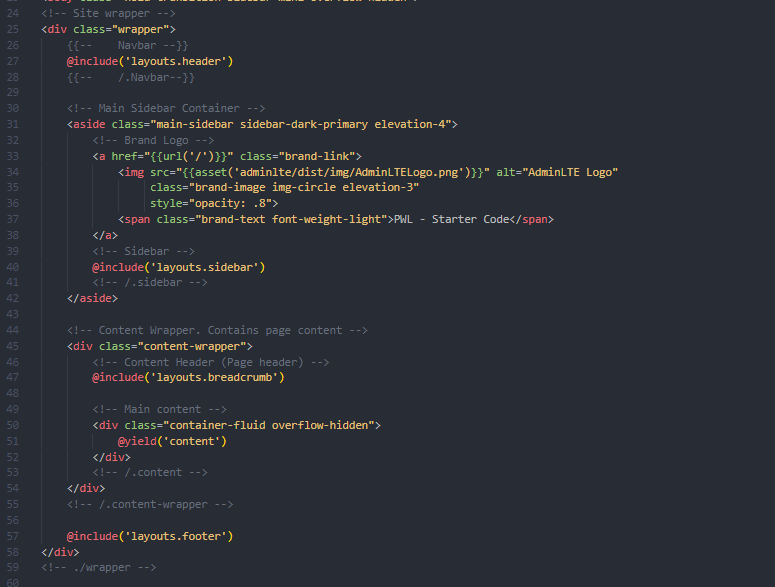 24 <!-- Site wrapper -->
25 <div class="wrapper">
26     {{--    Navbar --}}
27     @include('layouts.header')
28     {{--    /.Navbar--}}
29
30     <!-- Main Sidebar Container -->
31     <aside class="main-sidebar sidebar-dark-primary elevation-4">
32         <!-- Brand Logo -->
33         <a href="{{url('/')}}" class="brand-link">
34             <img src="{{asset('adminlte/dist/img/AdminLTELogo.png')}}" alt="AdminLTE Logo"
35                  class="brand-image img-circle elevation-3"
36                  style="opacity: .8">
37             <span class="brand-text font-weight-light">PWL - Starter Code</span>
38         </a>
39         <!-- Sidebar -->
40         @include('layouts.sidebar')
41         <!-- /.sidebar -->
42     </aside>
43
44     <!-- Content Wrapper. Contains page content -->
45     <div class="content-wrapper">
46         <!-- Content Header (Page header) -->
47         @include('layouts.breadcrumb')
48
49         <!-- Main content -->
50         <div class="container-fluid overflow-hidden">
51             @yield('content')
52         </div>
53         <!-- /.content -->
54     </div>
55     <!-- /.content-wrapper -->
56
57     @include('layouts.footer')
58 </div>
59 <!-- ./wrapper -->
60